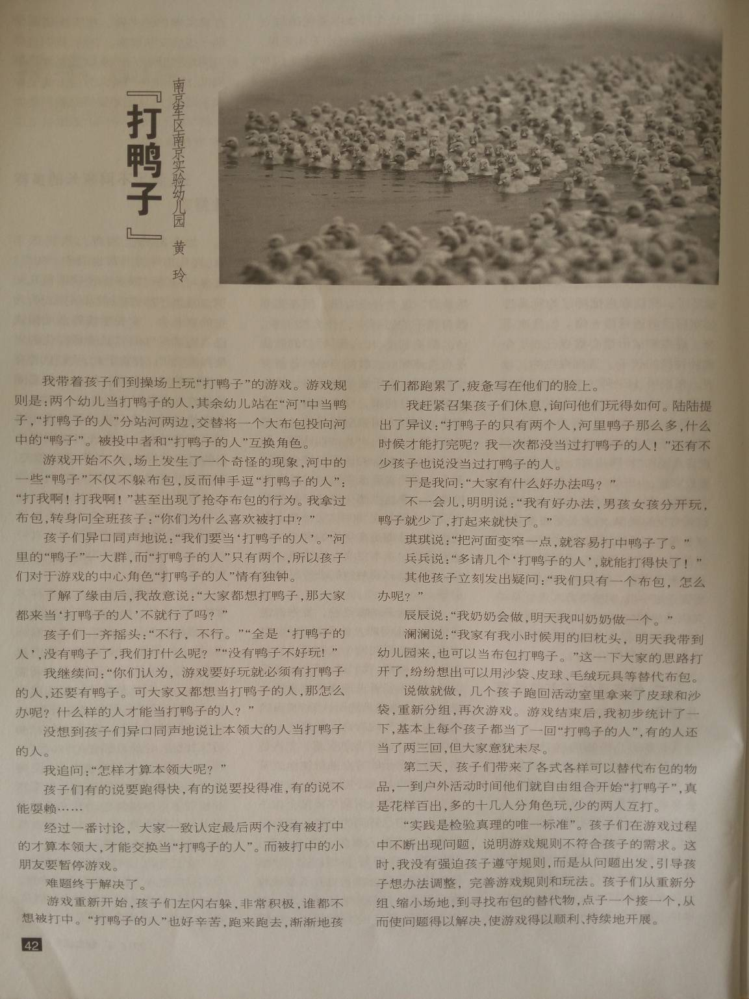 『打鸭子』
南京军区南京实验幼儿园 黄 玲
我带着孩子们到操场上玩“打鸭子”的游戏。游戏规
则是：两个幼儿当打鸭子的人，其余幼儿站在“河”中当鸭
子，“打鸭子的人”分站河两边，交替将一个大布包投向河
中的“鸭子”。被投中者和“打鸭子的人”互换角色。
游戏开始不久，场上发生了一个奇怪的现象，河中的
一些“鸭子”不仅不躲布包，反而伸手逗“打鸭子的人”：
“打我啊！打我啊！”甚至出现了抢夺布包的行为。我拿过
布包，转身问全班孩子：“你们为什么喜欢被打中？”
孩子们异口同声地说：“我们要当‘打鸭子的人’。”河
里的“鸭子”一大群，而“打鸭子的人”只有两个，所以孩子
们对于游戏的中心角色“打鸭子的人”情有独钟。
了解了缘由后，我故意说：“大家都想打鸭子，那大家
都来当‘打鸭子的人’不就行了吗？”
孩子们一齐摇头：“不行，不行。”“全是‘打鸭子的
人’，没有鸭子了，我们打什么呢？”“没有鸭子不好玩！”
我继续问：“你们认为，游戏要好玩就必须有打鸭子
的人，还要有鸭子。可大家又都想当打鸭子的人，那怎么
办呢？什么样的人才能当打鸭子的人？”
没想到孩子们异口同声地说让本领大的人当打鸭子
的人。
我追问：“怎样才算本领大呢？”
孩子们有的说要跑得快，有的说要投得准，有的说不
能耍赖……
经过一番讨论，大家一致认定最后两个没有被打中
的才算本领大，才能交换当“打鸭子的人”。而被打中的小
朋友要暂停游戏。
难题终于解决了。
游戏重新开始，孩子们左闪右躲，非常积极，谁都不
想被打中。“打鸭子的人”也好辛苦，跑来跑去，渐渐地孩
子们都跑累了，疲惫写在他们的脸上。
我赶紧召集孩子们休息，询问他们玩得如何。陆陆提
出了异议：“打鸭子的只有两个人，河里鸭子那么多，什么
时候才能打完呢？我一次都没当过打鸭子的人！”还有不
少孩子也说没当过打鸭子的人。
于是我问：“大家有什么好办法吗？”
不一会儿，明明说：“我有好办法，男孩女孩分开玩，
鸭子就少了，打起来就快了。”
琪琪说：“把河面变窄一点，就容易打中鸭子了。”
兵兵说：“多请几个‘打鸭子的人’，就能打得快了！”
其他孩子立刻发出疑问：“我们只有一个布包，怎么
办呢？”
辰辰说：“我奶奶会做，明天我叫奶奶做一个。”
澜澜说：“我家有我小时候用的旧枕头，明天我带到
幼儿园来，也可以当布包打鸭子。”这一下大家的思路打
开了，纷纷想出可以用沙袋、皮球、毛绒玩具等替代布包。
说做就做，几个孩子跑回活动室里拿来了皮球和沙
袋，重新分组，再次游戏。游戏结束后，我初步统计了一
下，基本上每个孩子都当了一回“打鸭子的人”，有的人还
当了两三回，但大家意犹未尽。
第二天，孩子们带来了各式各样可以替代布包的物
品，一到户外活动时间他们就自由组合开始“打鸭子”，真
是花样百出，多的十几人分角色玩，少的两人互打。
“实践是检验真理的唯一标准”。孩子们在游戏过程
中不断出现问题，说明游戏规则不符合孩子的需求。这
时，我没有强迫孩子遵守规则，而是从问题出发，引导孩
子想办法调整，完善游戏规则和玩法。孩子们从重新分
组、缩小场地，到寻找布包的替代物，点子一个接一个，从
而使问题得以解决，使游戏得以顺利、持续地开展。
42